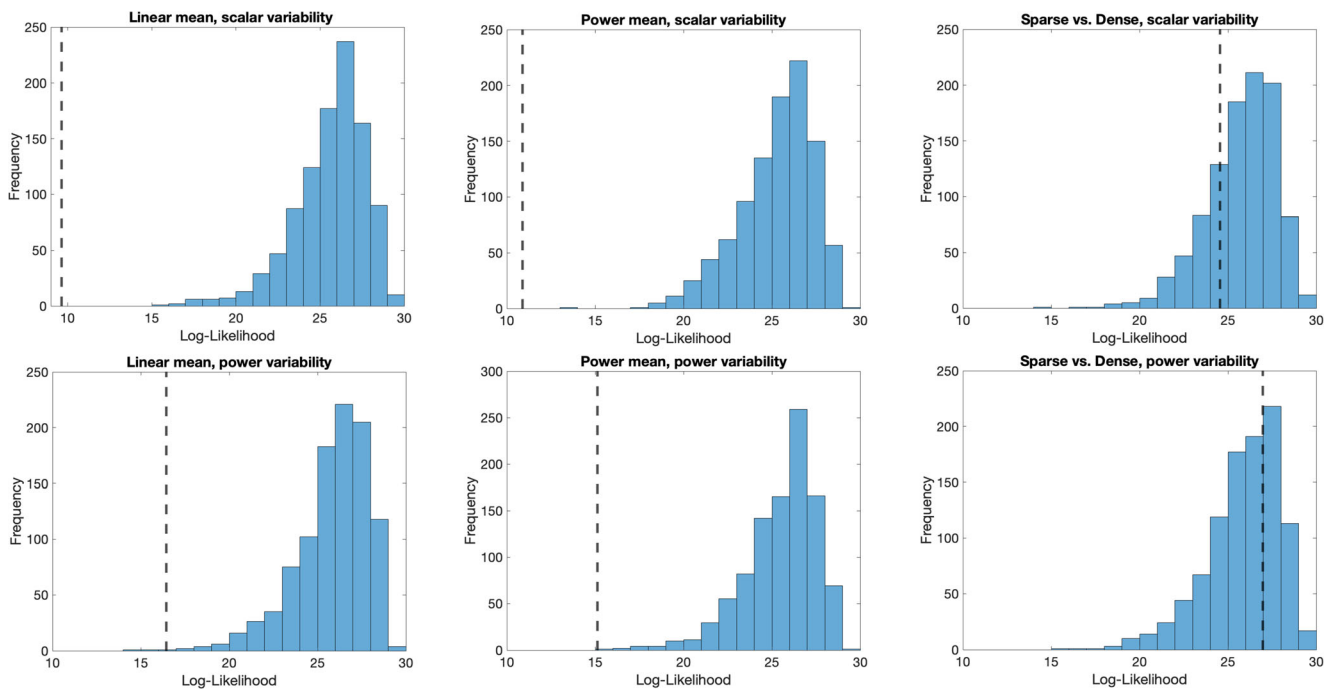 Linear mean, scalar variability
250
200
150
100
50
0
Frequency
10 15 20 25 30
Log-Likelihood
Power mean, scalar variability
250
200
150
100
50
0
Frequency
10 15 20 25 30
Log-Likelihood
Sparse vs. Dense, scalar variability
250
200
150
100
50
0
Frequency
10 15 20 25 30
Log-Likelihood
Linear mean, power variability
250
200
150
100
50
0
Frequency
10 15 20 25 30
Log-Likelihood
Power mean, power variability
300
250
200
150
100
50
0
Frequency
10 15 20 25 30
Log-Likelihood
Sparse vs. Dense, power variability
250
200
150
100
50
0
Frequency
10 15 20 25 30
Log-Likelihood